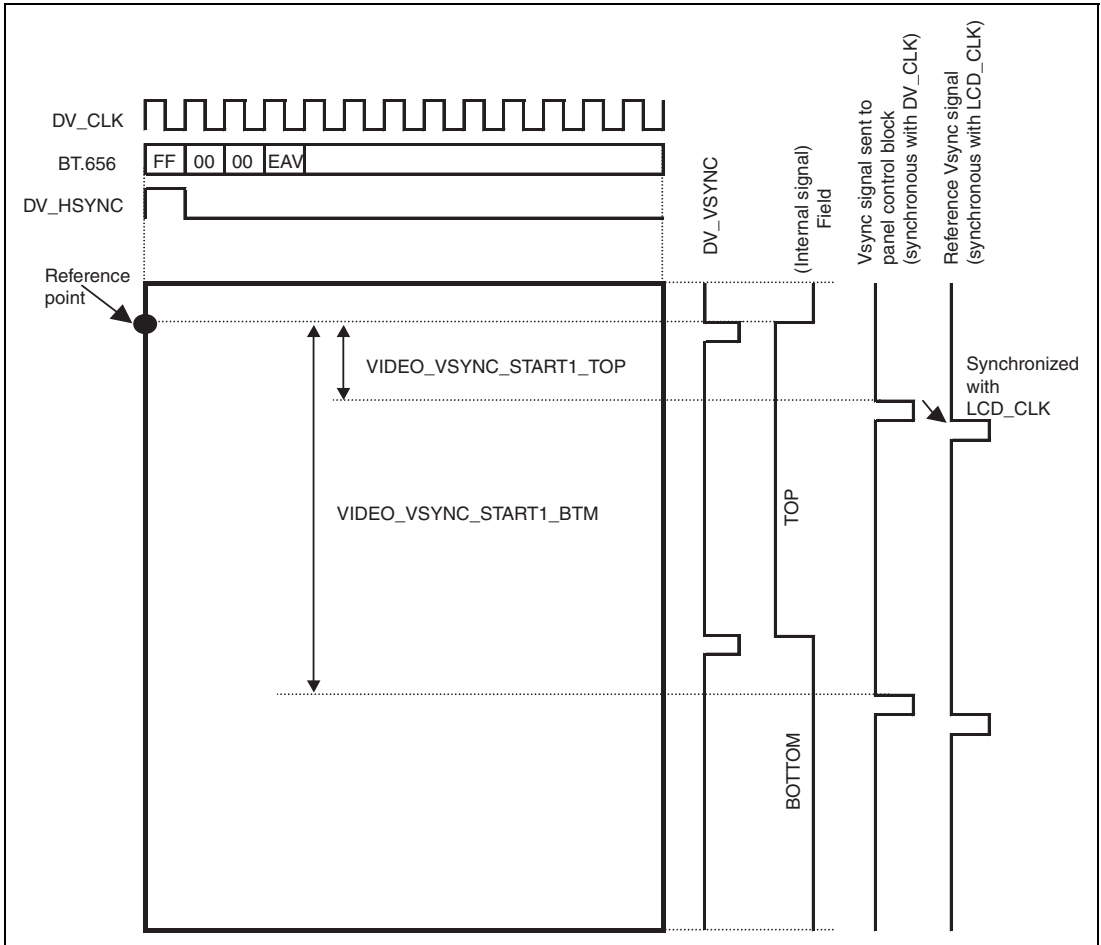 DV_CLK
BT.656
FF 00 00 EAV
DV_HSYNC
DV_VSYNC
(Internal signal)
Field
Vsync signal sent to
panel control block
(synchronous with DV_CLK)
Reference Vsync signal
(synchronous with LCD_CLK)
Reference
point
VIDEO_VSYNC_START1_TOP
Synchronized
with
LCD_CLK
VIDEO_VSYNC_START1_BTM
TOP
BOTTOM